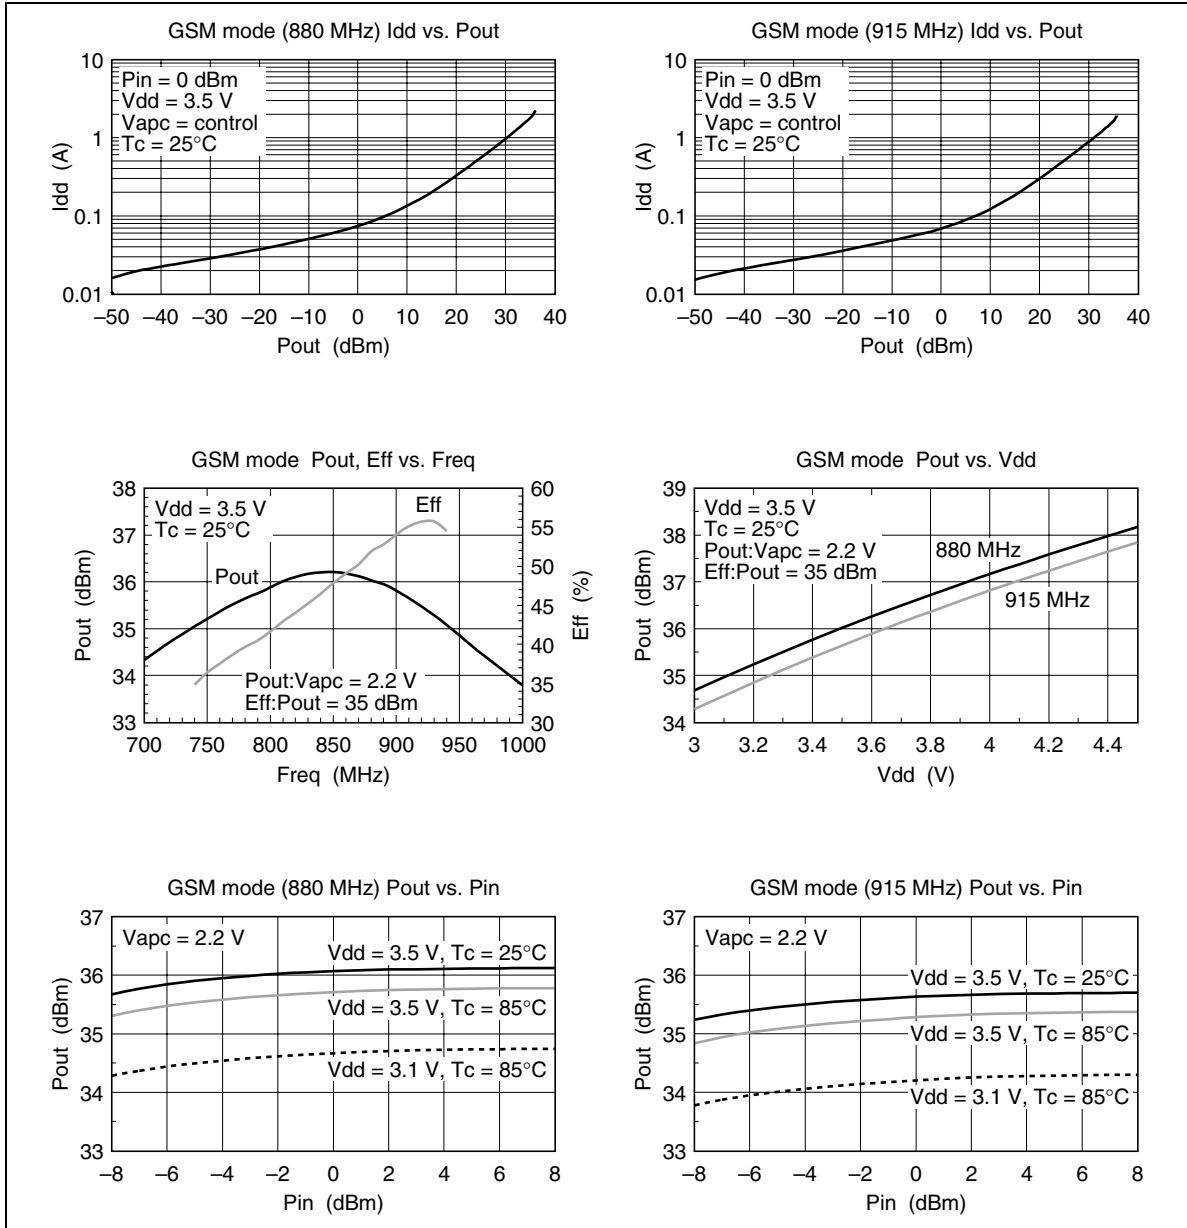 GSM mode (880 MHz) Idd vs. Pout
10
1
0.1
0.01
Idd (A)
Pin = 0 dBm
Vdd = 3.5 V
Vapc = control
Tc = 25°C
–50 –40 –30 –20 –10 0 10 20 30 40
Pout (dBm)
GSM mode (915 MHz) Idd vs. Pout
10
1
0.1
0.01
Idd (A)
Pin = 0 dBm
Vdd = 3.5 V
Vapc = control
Tc = 25°C
–50 –40 –30 –20 –10 0 10 20 30 40
Pout (dBm)
GSM mode Pout, Eff vs. Freq
38
37
36
35
34
33
Pout (dBm)
Vdd = 3.5 V
Tc = 25°C
Eff
Pout
Pout:Vapc = 2.2 V
Eff:Pout = 35 dBm
60
55
50
45
40
35
30
Eff (%)
700 750 800 850 900 950 1000
Freq (MHz)
GSM mode Pout vs. Vdd
39
38
37
36
35
34
Pout (dBm)
Vdd = 3.5 V
Tc = 25°C
Pout:Vapc = 2.2 V
Eff:Pout = 35 dBm
880 MHz
915 MHz
3 3.2 3.4 3.6 3.8 4 4.2 4.4
Vdd (V)
GSM mode (880 MHz) Pout vs. Pin
37
36
35
34
33
Pout (dBm)
Vapc = 2.2 V
Vdd = 3.5 V, Tc = 25°C
Vdd = 3.5 V, Tc = 85°C
Vdd = 3.1 V, Tc = 85°C
–8 –6 –4 –2 0 2 4 6 8
Pin (dBm)
GSM mode (915 MHz) Pout vs. Pin
37
36
35
34
33
Pout (dBm)
Vapc = 2.2 V
Vdd = 3.5 V, Tc = 25°C
Vdd = 3.5 V, Tc = 85°C
Vdd = 3.1 V, Tc = 85°C
–8 –6 –4 –2 0 2 4 6 8
Pin (dBm)